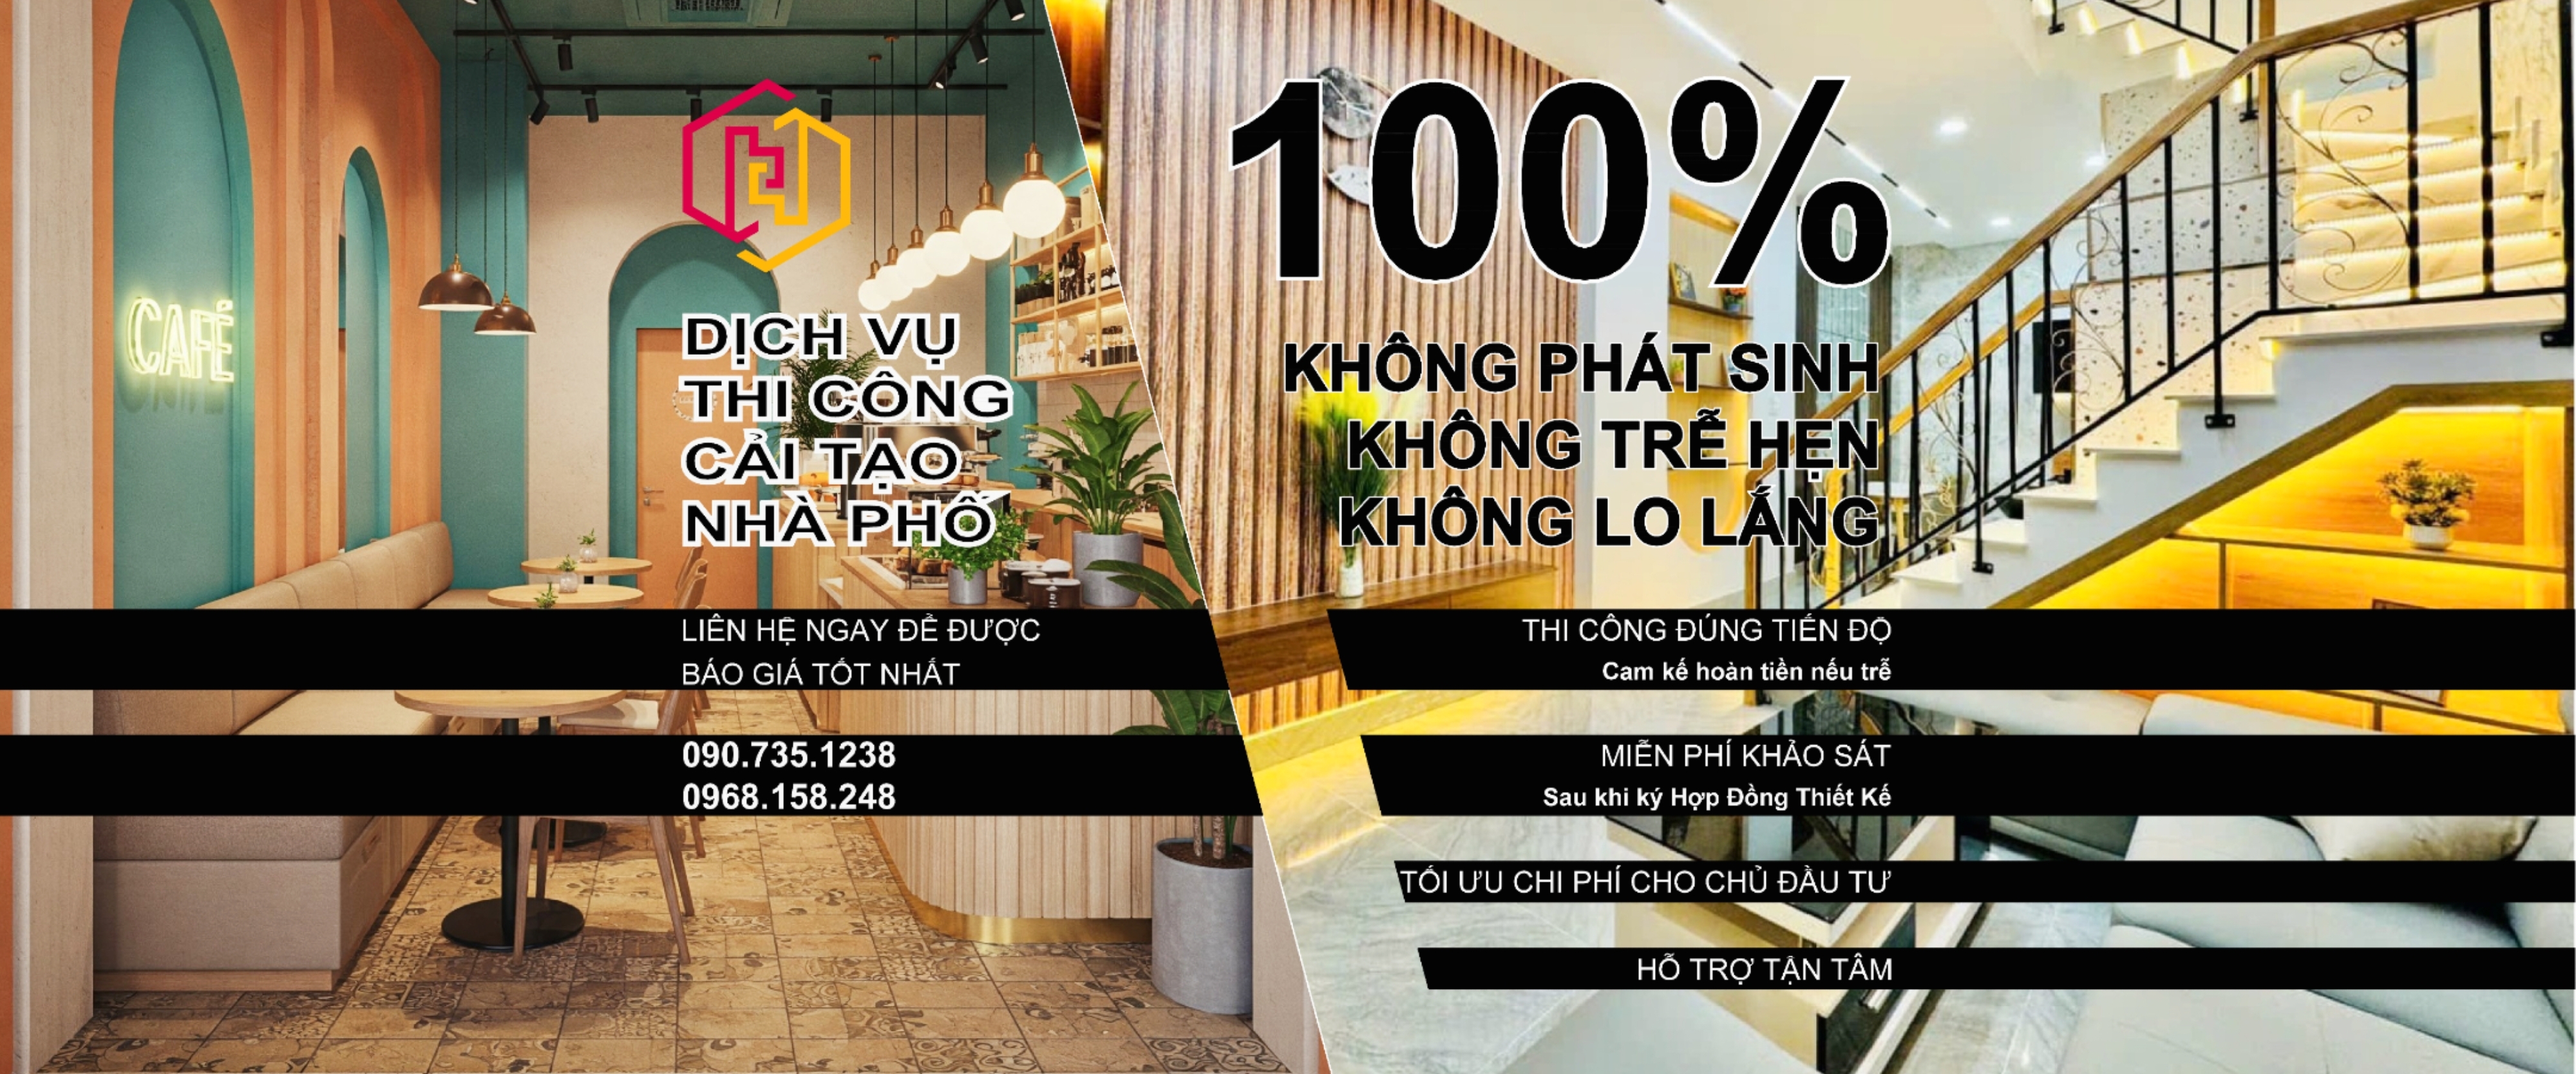 CAFÉ
DỊCH VỤ
THI CÔNG
CẢI TẠO
NHÀ PHỐ
LIÊN HỆ NGAY ĐỂ ĐƯỢC
BÁO GIÁ TỐT NHẤT
090.735.1238
0968.158.248
100%
KHÔNG PHÁT SINH
KHÔNG TRỄ HẸN
KHÔNG LO LẮNG
THI CÔNG ĐÚNG TIẾN ĐỘ
Cam kế hoàn tiền nếu trễ
MIỄN PHÍ KHẢO SÁT
Sau khi ký Hợp Đồng Thiết Kế
TỐI ƯU CHI PHÍ CHO CHỦ ĐẦU TƯ
HỖ TRỢ TẬN TÂM